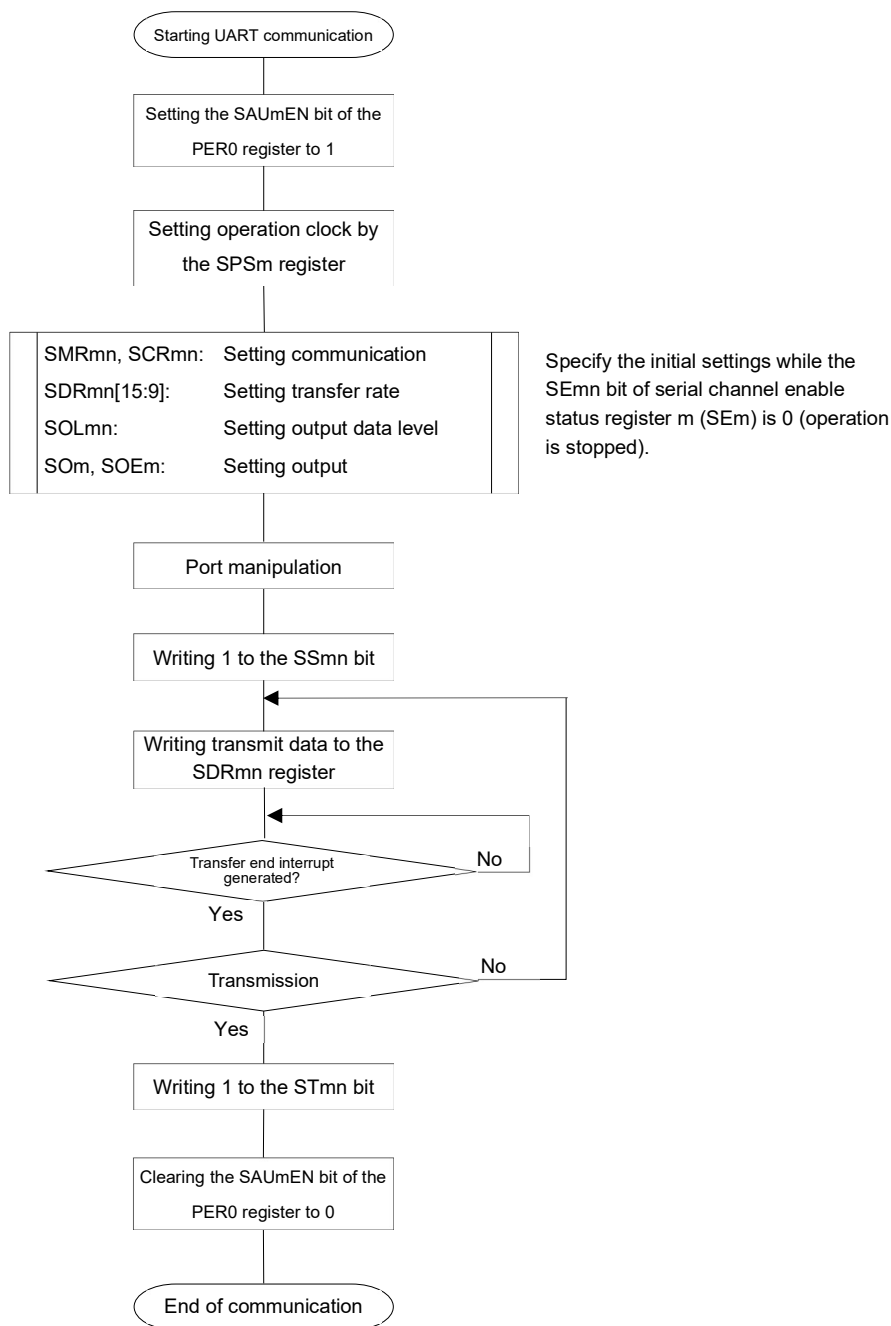 Starting UART communication
Setting the SAUmEN bit of the
PER0 register to 1
Setting operation clock by
the SPSm register
SMRmn, SCRmn: Setting communication
SDRmn[15:9]: Setting transfer rate
SOLmn: Setting output data level
SOm, SOEm: Setting output
Specify the initial settings while the
SEmn bit of serial channel enable
status register m (SEm) is 0 (operation
is stopped).
Port manipulation
Writing 1 to the SSmn bit
Writing transmit data to the
SDRmn register
Transfer end interrupt
generated?
No
Yes
Transmission
No
Yes
Writing 1 to the STmn bit
Clearing the SAUmEN bit of the
PER0 register to 0
End of communication